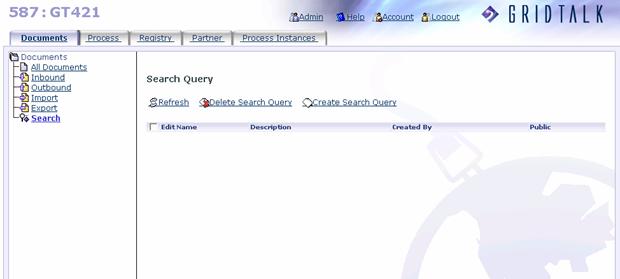 587 : GT421
Admin Help Account Logout
GRIDTALK
Documents Process Registry Partner Process Instances
Documents
All Documents
Inbound
Outbound
Import
Export
Search
Search Query
Refresh Delete Search Query Create Search Query
Edit Name Description Created By Public